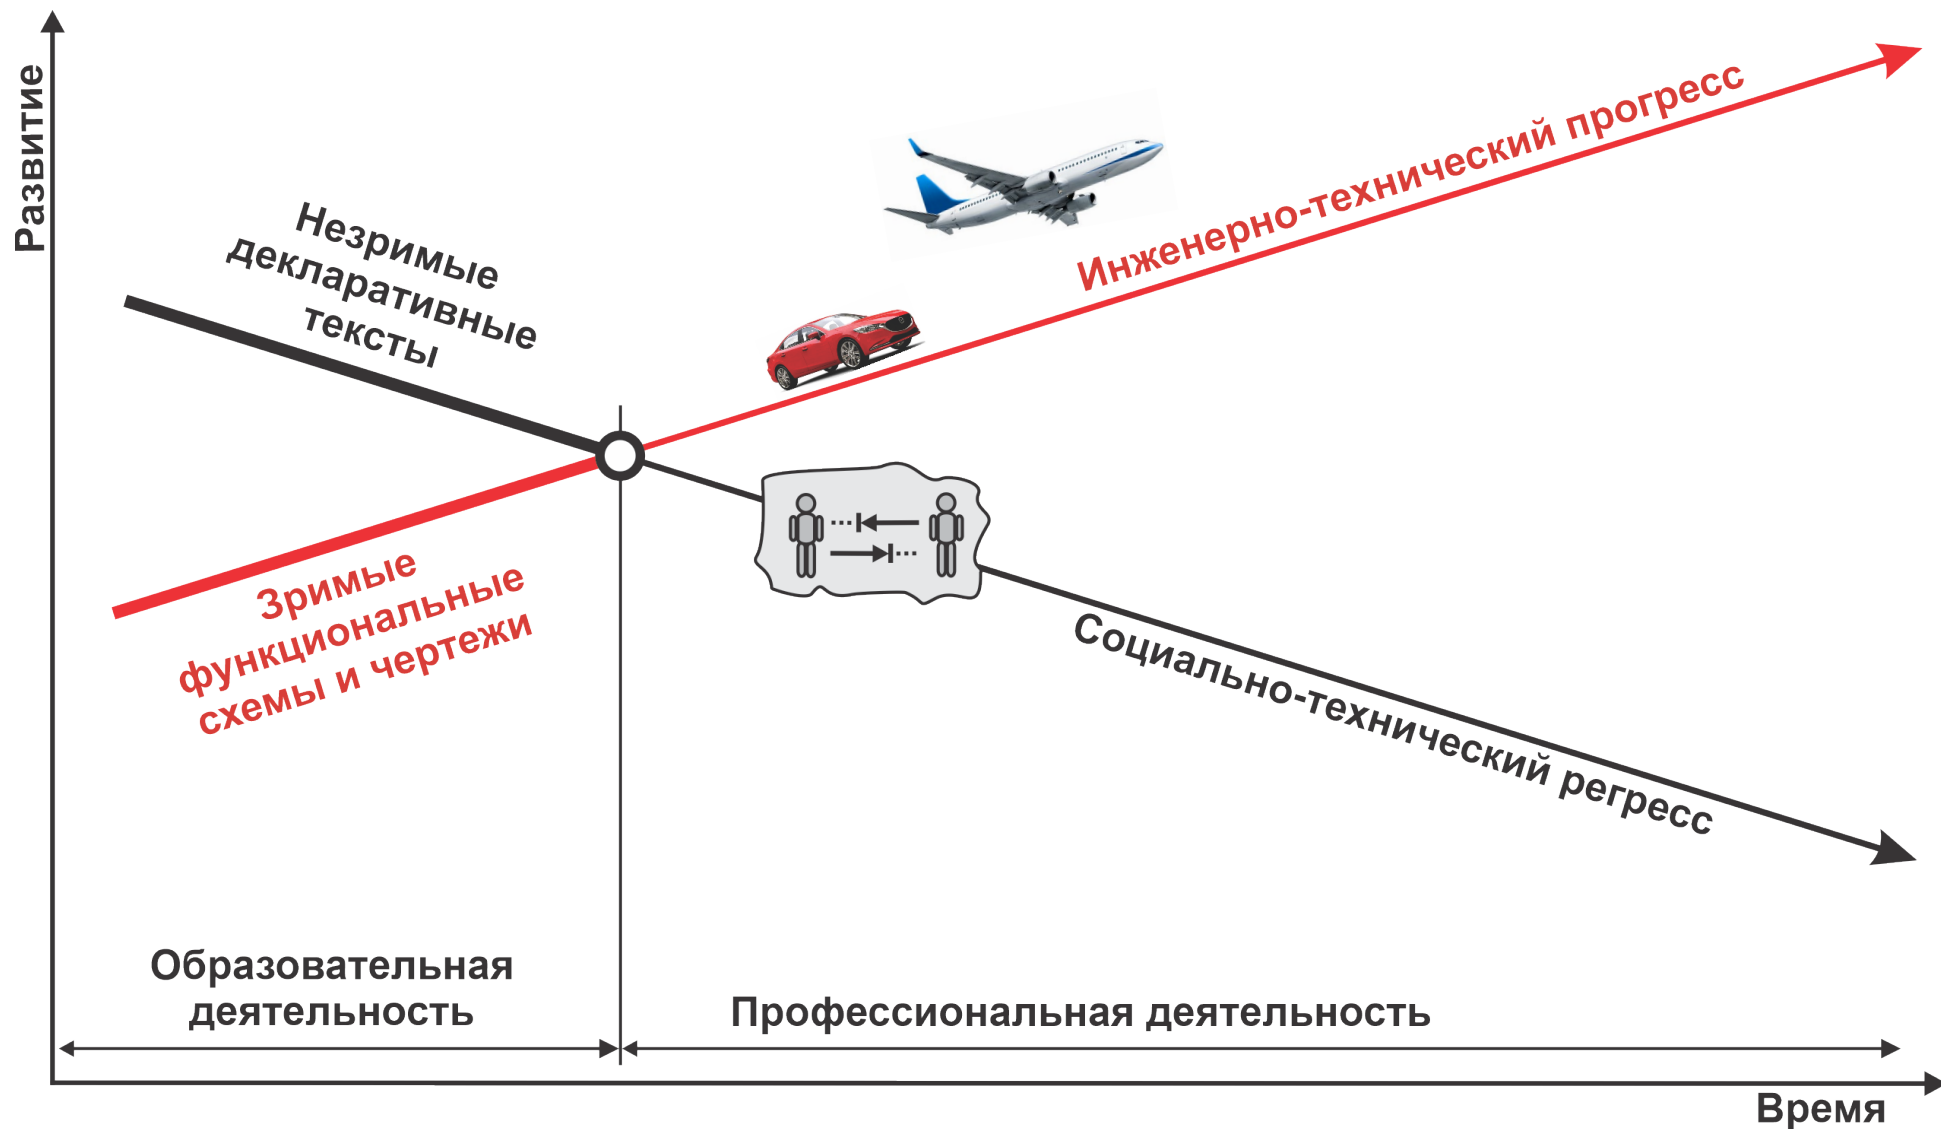 Развитие
Незримые
декларативные
тексты
Инженерно-технический прогресс
Зримые
функциональные
схемы и чертежи
Социально-технический регресс
Образовательная
деятельность
Профессиональная деятельность
Время